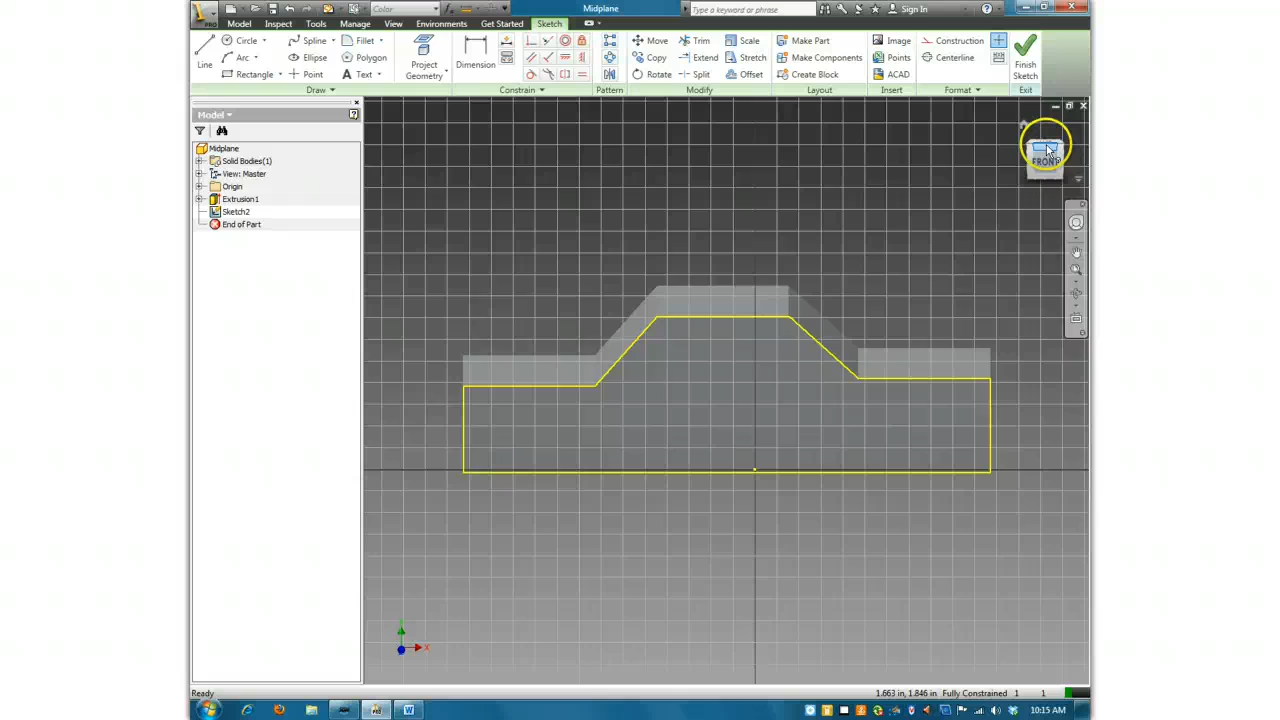 PRO
Color
Midplane
Type a keyword or phrase
Sign In
Model Inspect Tools Manage View Environments Get Started Sketch
Line
Circle
Arc
Rectangle
Spline
Ellipse
Point
Fillet
Polygon
Text
Draw
Project
Geometry
Dimension
Constrain
Pattern
Move
Copy
Rotate
Trim
Extend
Split
Scale
Stretch
Offset
Modify
Make Part
Make Components
Create Block
Layout
Image
Points
ACAD
Insert
Construction
Centerline
Format
Finish
Sketch
Exit
Model
Midplane
Solid Bodies(1)
View: Master
Origin
Extrusion1
Sketch2
End of Part
FRONT
X
Ready
1.663 in, 1.846 in Fully Constrained 1 1
10:15 AM